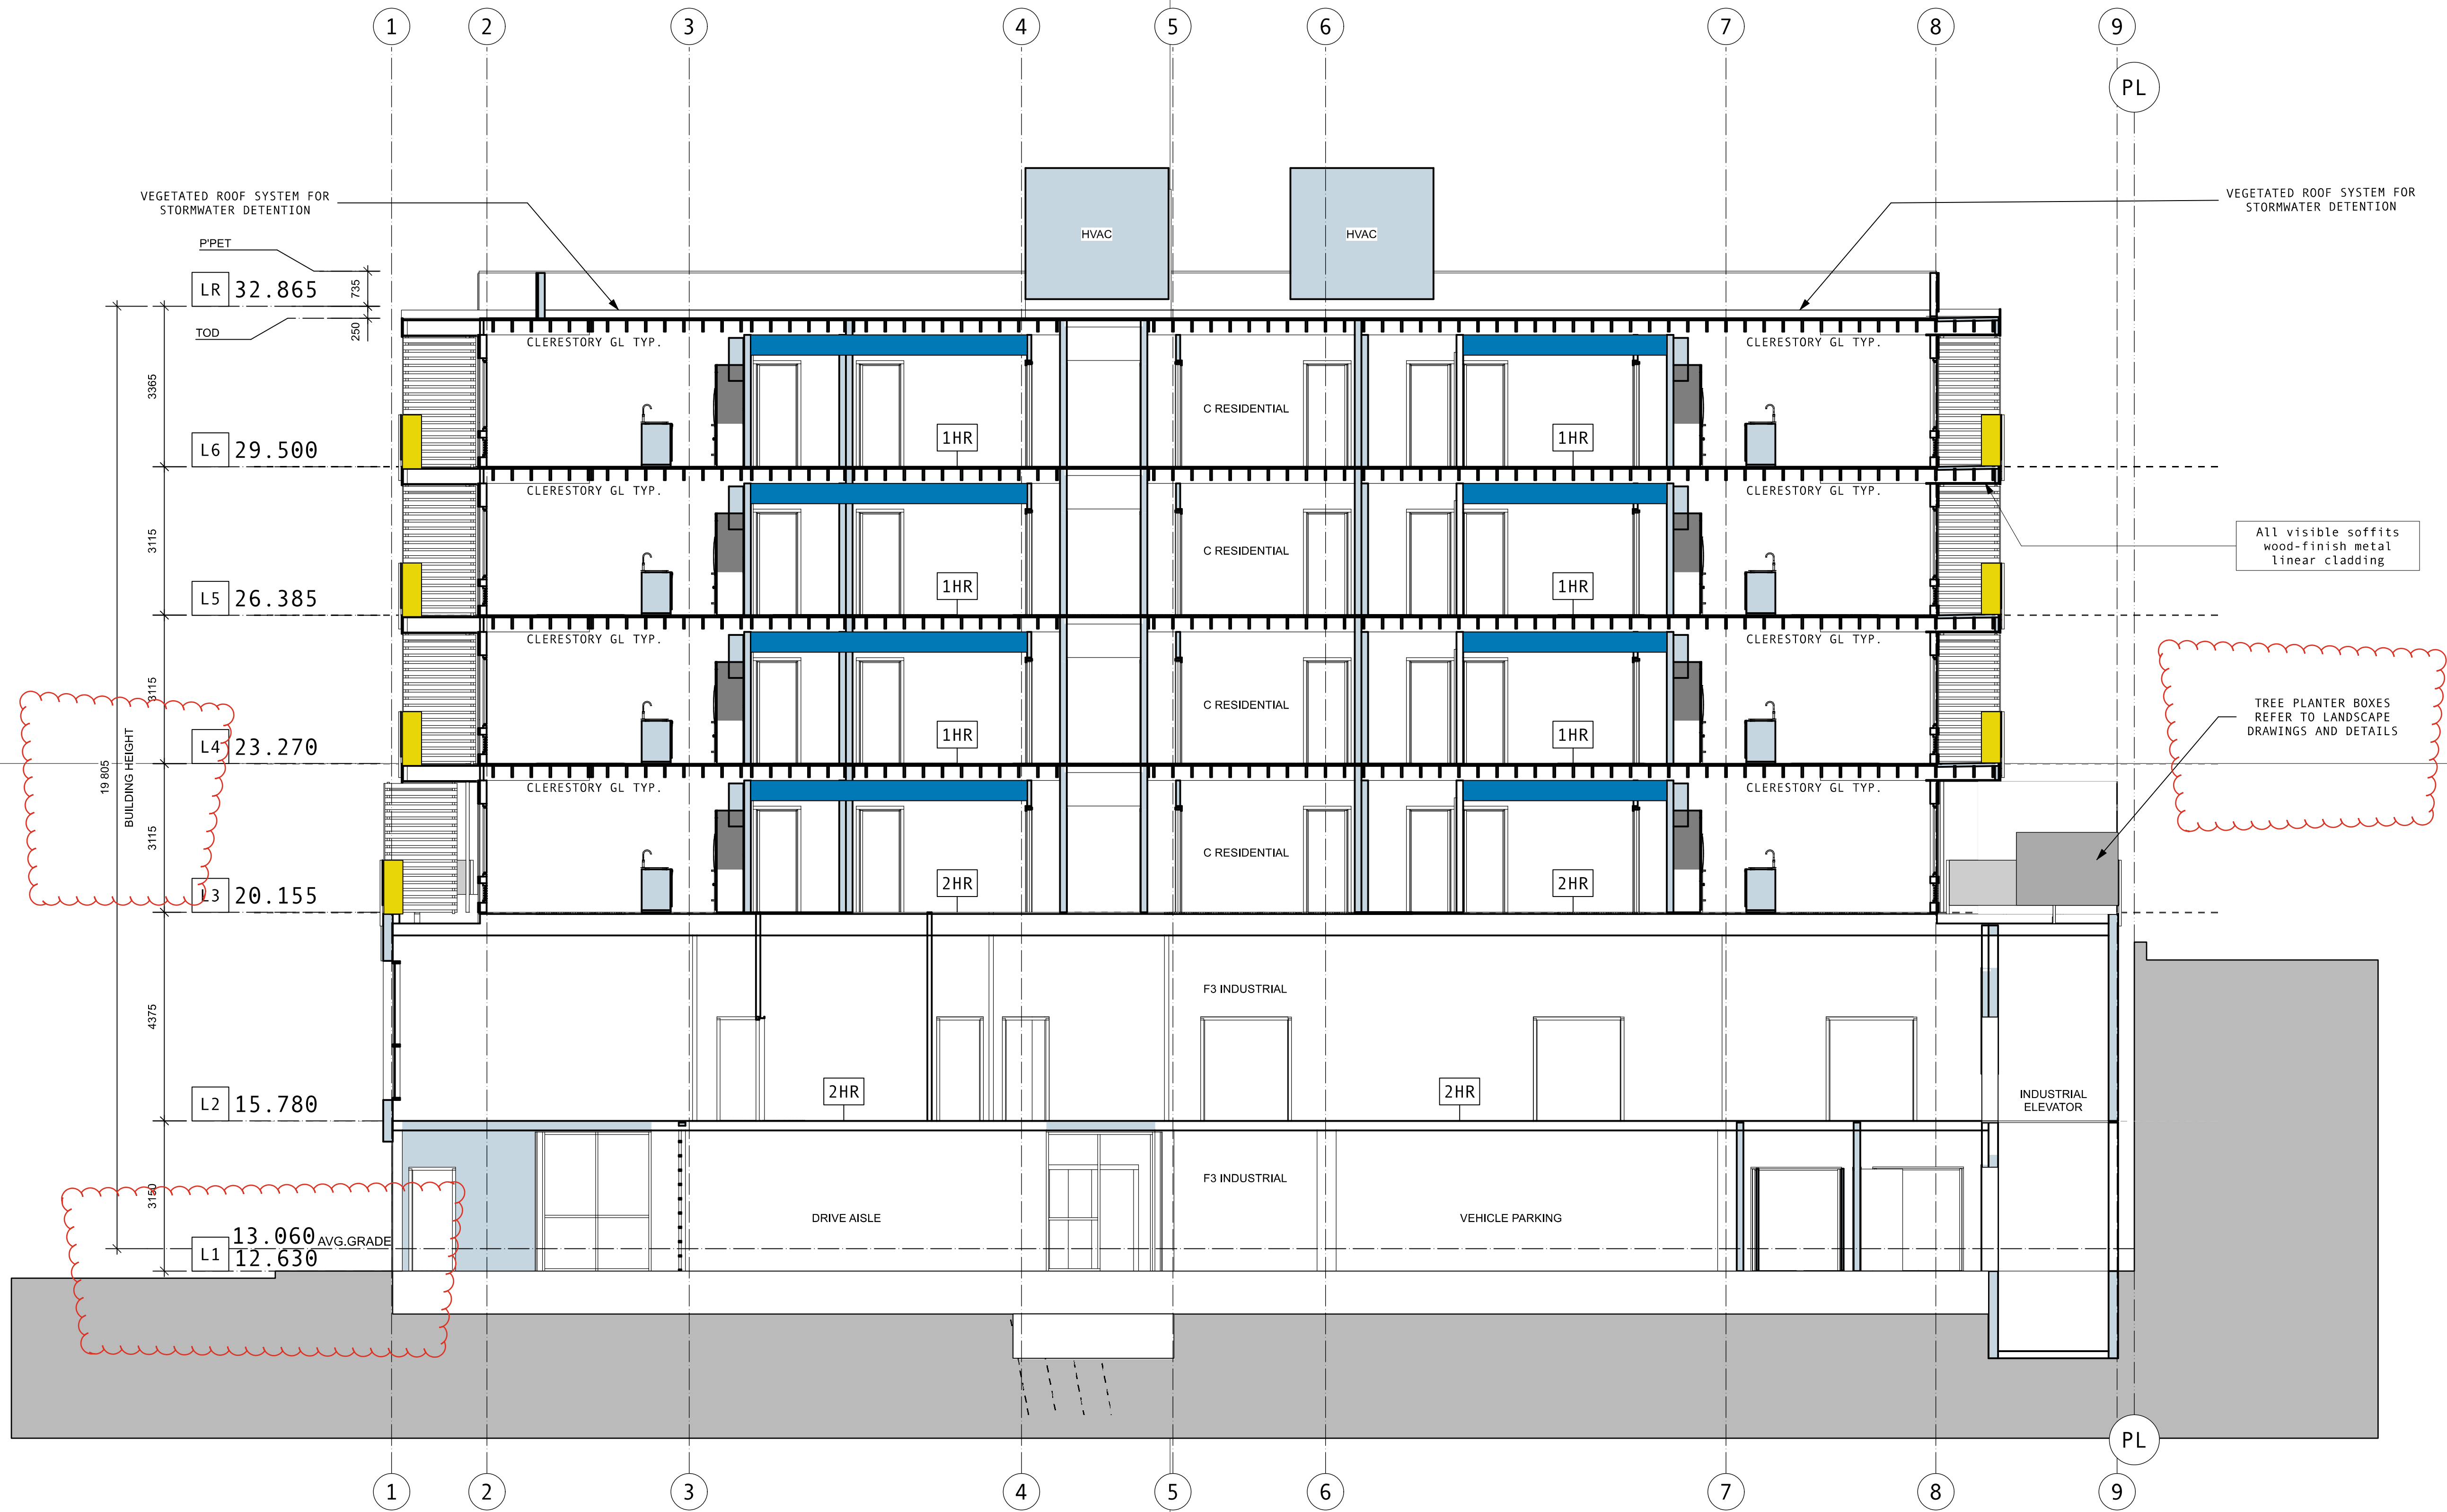 1 2 3 4 5 6 7 8 9
PL
VEGETATED ROOF SYSTEM FOR
STORMWATER DETENTION
VEGETATED ROOF SYSTEM FOR
STORMWATER DETENTION
HVAC
HVAC
P'PET
LR 32.865
735
TOD
250
CLERESTORY GL TYP.
CLERESTORY GL TYP.
3365
C RESIDENTIAL
L6 29.500
1HR
1HR
CLERESTORY GL TYP.
CLERESTORY GL TYP.
3115
C RESIDENTIAL
All visible soffits
wood-finish metal
linear cladding
L5 26.385
1HR
1HR
CLERESTORY GL TYP.
CLERESTORY GL TYP.
3115
C RESIDENTIAL
TREE PLANTER BOXES
REFER TO LANDSCAPE
DRAWINGS AND DETAILS
L4 23.270
1HR
1HR
19 805
BUILDING HEIGHT
CLERESTORY GL TYP.
CLERESTORY GL TYP.
3115
C RESIDENTIAL
L3 20.155
2HR
2HR
4375
F3 INDUSTRIAL
L2 15.780
2HR
2HR
INDUSTRIAL
ELEVATOR
3150
F3 INDUSTRIAL
DRIVE AISLE
VEHICLE PARKING
13.060 AVG.GRADE
L1 12.630
PL
1 2 3 4 5 6 7 8 9